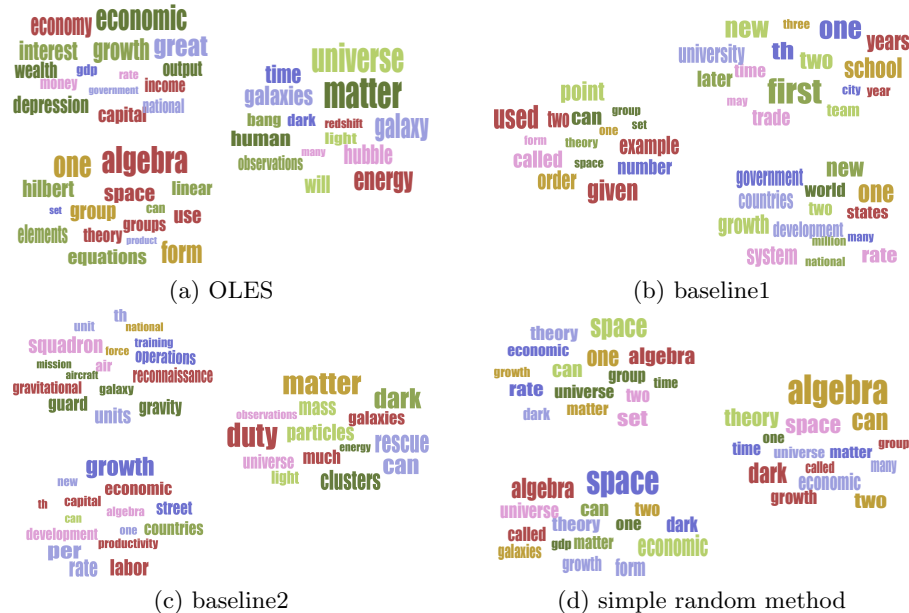 economy economic
interest growth great
wealth gdp rate output
money government income
depression capital national
universe
time matter
galaxies
bang dark redshift galaxy
human light
observations many hubble
will energy
one algebra
hilbert space linear
set group can use
elements theory groups
product
equations form
(a) OLES
point
used two can group set
form theory one example
called space number
order given
new three one
university th years
later time two school
may first city year
trade team
government new
countries world one
growth two states
development
million many
system national rate
(b) baseline1
unit th national
squadron force training
mission air operations
aircraft reconnaissance
gravitational galaxy
guard units gravity
matter dark
observations mass galaxies
duty particles rescue
energy
universe much can
light clusters
growth
new economic
th capital algebra street
can one countries
development productivity
per rate labor
(c) baseline2
theory space
economic one algebra
growth can group time
rate universe two
dark matter set
algebra
theory space can
one group
time universe matter
dark called many
economic
growth two
algebra space
universe can two
called theory one dark
galaxies gdp matter economic
growth form
(d) simple random method